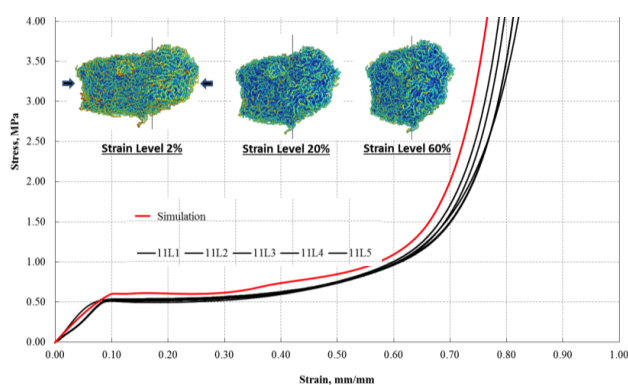 4.00
3.50
3.00
2.50
2.00
1.50
1.00
0.50
0.00
Stress, MPa
Strain Level 2%
Strain Level 20%
Strain Level 60%
Simulation
11L1 11L2 11L3 11L4 11L5
0.00 0.10 0.20 0.30 0.40 0.50 0.60 0.70 0.80 0.90 1.00
Strain, mm/mm